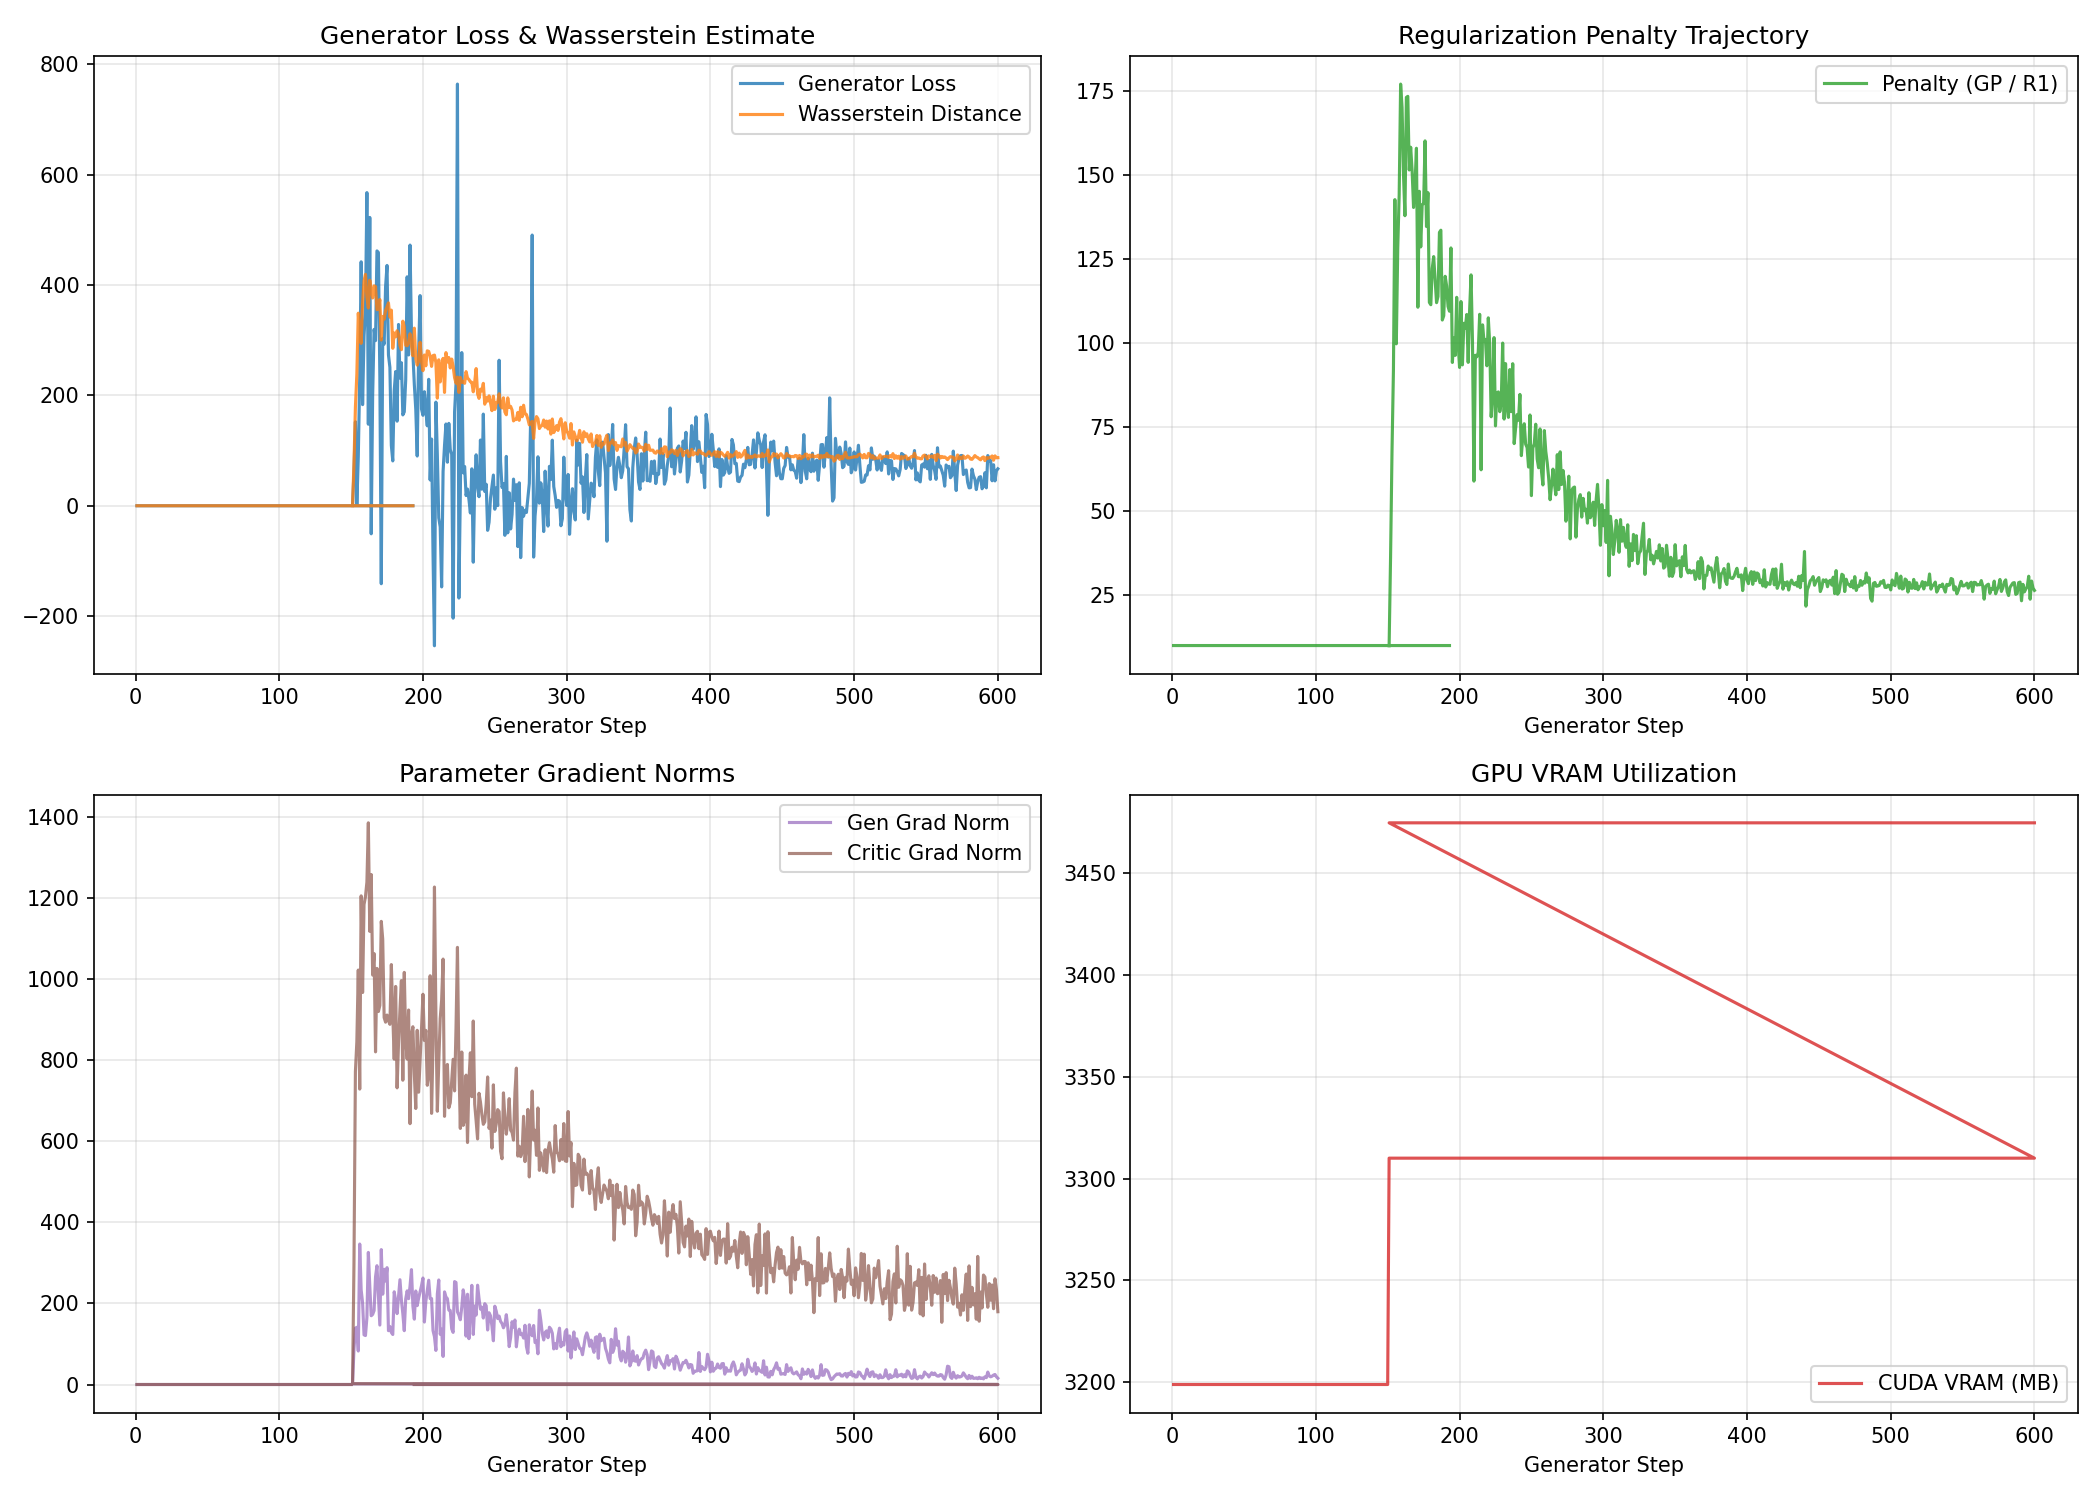 Generator Loss & Wasserstein Estimate
800
600
400
200
0
−200
Generator Loss
Wasserstein Distance
0 100 200 300 400 500 600
Generator Step
Regularization Penalty Trajectory
175
150
125
100
75
50
25
Penalty (GP / R1)
0 100 200 300 400 500 600
Generator Step
Parameter Gradient Norms
1400
1200
1000
800
600
400
200
0
Gen Grad Norm
Critic Grad Norm
0 100 200 300 400 500 600
Generator Step
GPU VRAM Utilization
3450
3400
3350
3300
3250
3200
CUDA VRAM (MB)
0 100 200 300 400 500 600
Generator Step